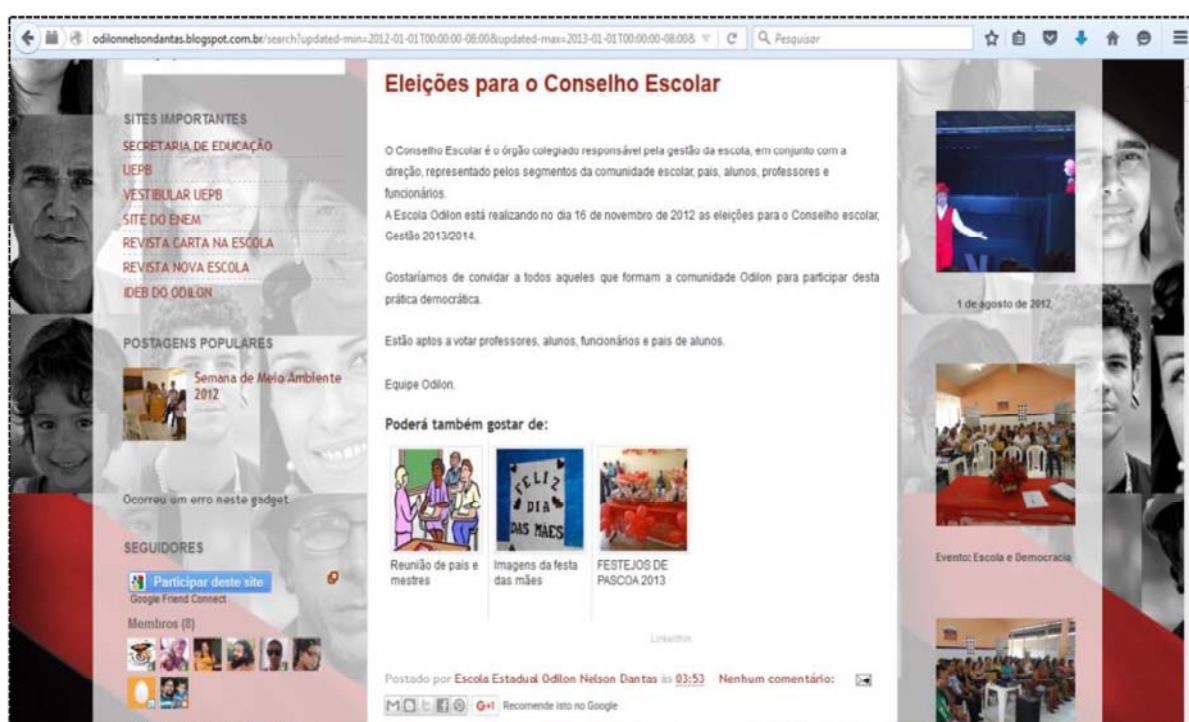 odilonnelsondantas.blogspot.com.br/search?updated-min=2012-01-01T00:00:00-08:00&updated-max=2013-01-01T00:00:00-08:00&
Pesquisar
SITES IMPORTANTES
SECRETARIA DE EDUCAÇÃO
UEPB
VESTIBULAR UEPB
SITE DO ENEM
REVISTA CARTA NA ESCOLA
REVISTA NOVA ESCOLA
IDEB DO ODILON
POSTAGENS POPULARES
Semana de Meio Ambiente
2012
Ocorreu um erro neste gadget
SEGUIDORES
Participar deste site
Google Friend Connect
Membros (8)
Eleições para o Conselho Escolar
O Conselho Escolar é o órgão colegiado responsável pela gestão da escola, em conjunto com a
direção, representado pelos segmentos da comunidade escolar, pais, alunos, professores e
funcionários.
A Escola Odilon está realizando no dia 16 de novembro de 2012 as eleições para o Conselho escolar,
Gestão 2013/2014.
Gostaríamos de convidar a todos aqueles que formam a comunidade Odilon para participar desta
prática democrática.
Estão aptos a votar professores, alunos, funcionários e pais de alunos.
Equipe Odilon.
Poderá também gostar de:
FELIZ
DIA
DAS MÃES
Reunião de pais e
mestres
Imagens da festa
das mães
FESTEJOS DE
PASCOA 2013
LinkWithin
Postado por Escola Estadual Odilon Nelson Dantas às 03:53 Nenhum comentário:
G+1 Recomende isto no Google
1 de agosto de 2012
Evento: Escola e Democracia